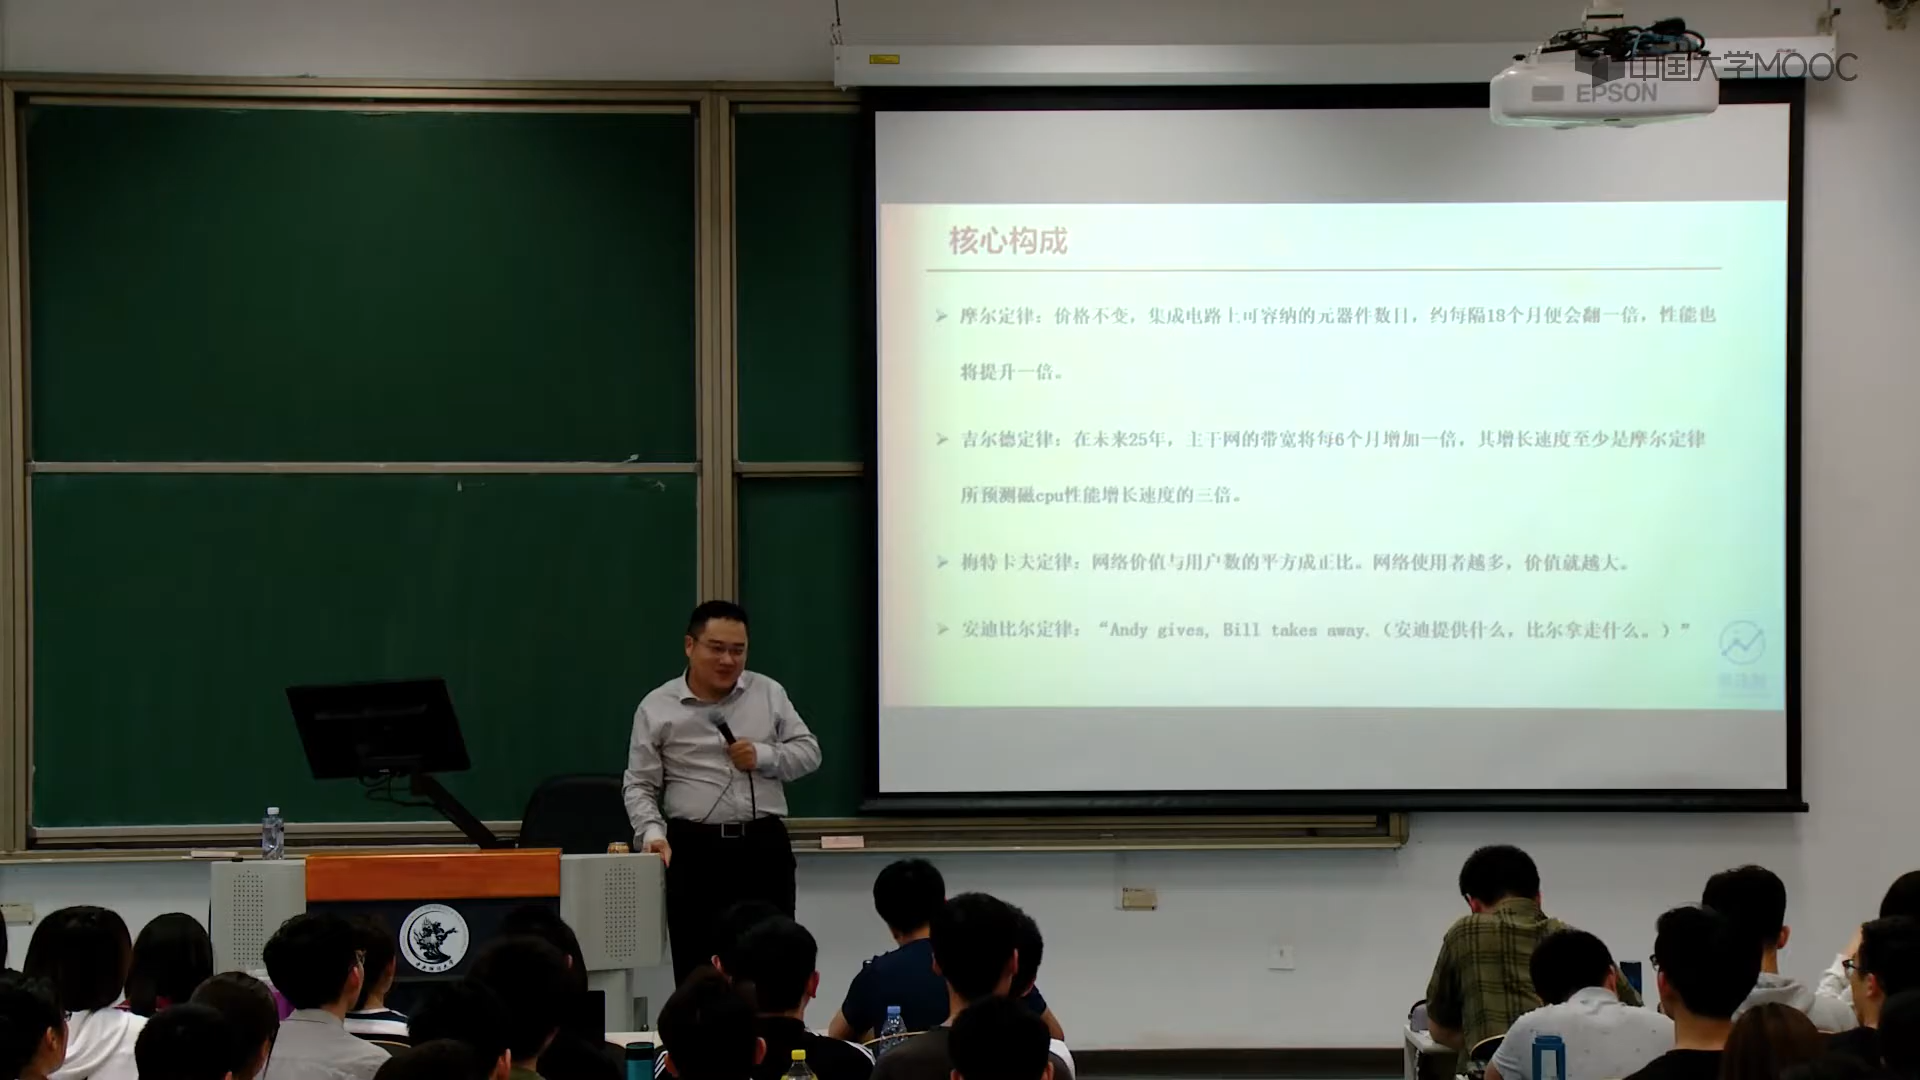 中国大学MOOC
EPSON
核心构成
摩尔定律：价格不变，集成电路上可容纳的元器件数目，约每隔18个月便会翻一倍，性能也
将提升一倍。
吉尔德定律：在未来25年，主干网的带宽将每6个月增加一倍，其增长速度至少是摩尔定律
所预测磁cpu性能增长速度的三倍。
梅特卡夫定律：网络价值与用户数的平方成正比。网络使用者越多，价值就越大。
安迪比尔定律：“Andy gives, Bill takes away.（安迪提供什么，比尔拿走什么。）”